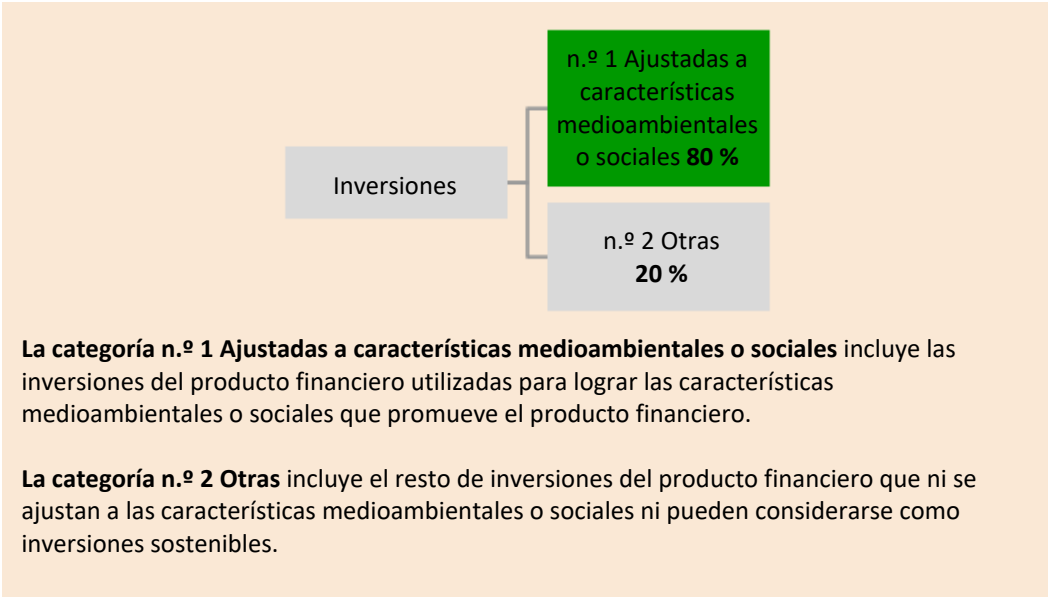 n.º 1 Ajustadas a
características
medioambientales
o sociales 80 %
Inversiones
n.º 2 Otras
20 %
La categoría n.º 1 Ajustadas a características medioambientales o sociales incluye las
inversiones del producto financiero utilizadas para lograr las características
medioambientales o sociales que promueve el producto financiero.
La categoría n.º 2 Otras incluye el resto de inversiones del producto financiero que ni se
ajustan a las características medioambientales o sociales ni pueden considerarse como
inversiones sostenibles.